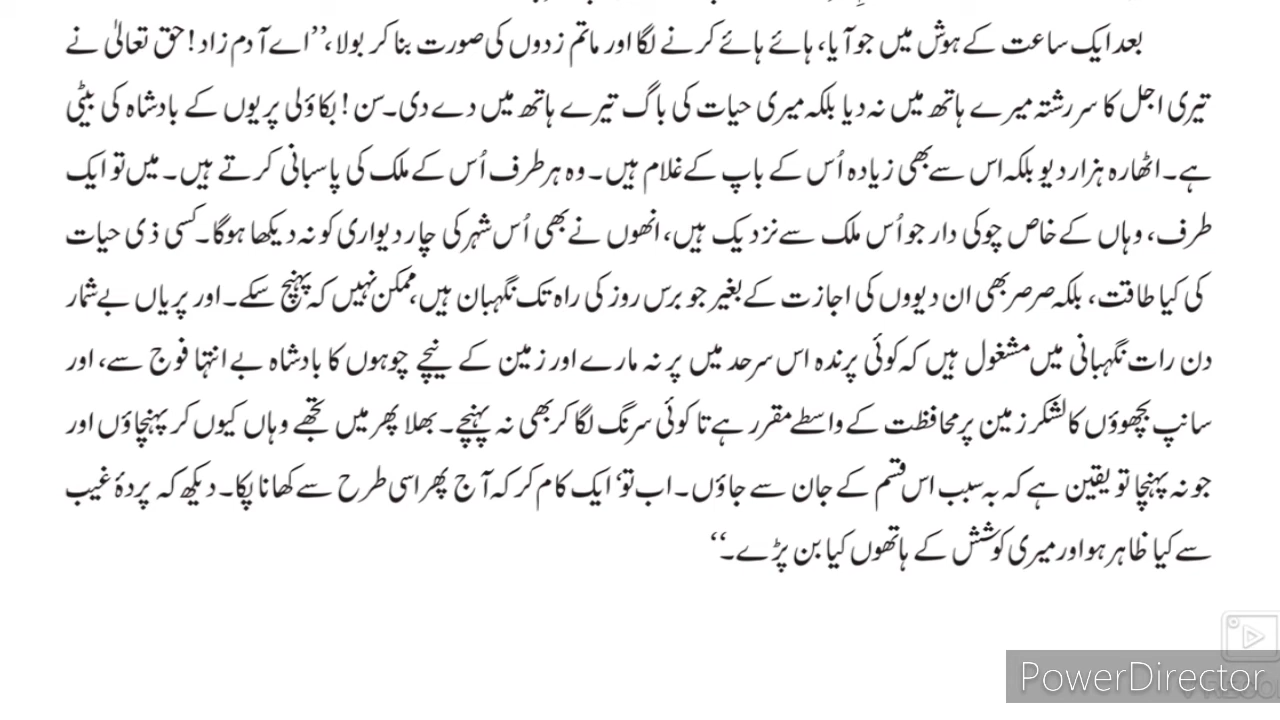 بعد ایک ساعت کے ہوش میں جو آیا، ہائے ہائے کرنے لگا اور ماتم زدوں کی صورت بنا کر بولا، ’’اے آدم زاد! حق تعالیٰ نے
تیری اجل کا سررشتہ میرے ہاتھ میں نہ دیا بلکہ میری حیات کی باگ تیرے ہاتھ میں دے دی۔ سن! بکاؤلی پریوں کے بادشاہ کی بیٹی
ہے۔ اٹھارہ ہزار دیو بلکہ اس سے بھی زیادہ اُس کے باپ کے غلام ہیں۔ وہ ہر طرف اُس کے ملک کی پاسبانی کرتے ہیں۔ میں تو ایک
طرف، وہاں کے خاص چوکی دار جو اُس ملک سے نزدیک ہیں، انھوں نے بھی اُس شہر کی چار دیواری کو نہ دیکھا ہوگا۔ کسی ذی حیات
کی کیا طاقت، بلکہ صرصر بھی ان دیووں کی اجازت کے بغیر جو برس روز کی راہ تک نگہبان ہیں، ممکن نہیں کہ پہنچ سکے۔ اور پریاں بے شمار
دن رات نگہبانی میں مشغول ہیں کہ کوئی پرندہ اس سرحد میں پر نہ مارے اور زمین کے نیچے چوہوں کا بادشاہ بے انتہا فوج سے، اور
سانپ بچھوؤں کا لشکر زمین پر محافظت کے واسطے مقرر ہے تا کوئی سرنگ لگا کر بھی نہ پہنچے۔ بھلا پھر میں تجھے وہاں کیوں کر پہنچاؤں اور
جو نہ پہنچا تو یقین ہے کہ بہ سبب اس قسم کے جان سے جاؤں۔ اب تو‘ ایک کام کر کہ آج پھر اسی طرح سے کھانا پکا۔ دیکھ کہ پردۂ غیب
سے کیا ظاہر ہو اور میری کوشش کے ہاتھوں کیا بن پڑے۔‘‘
PowerDirector